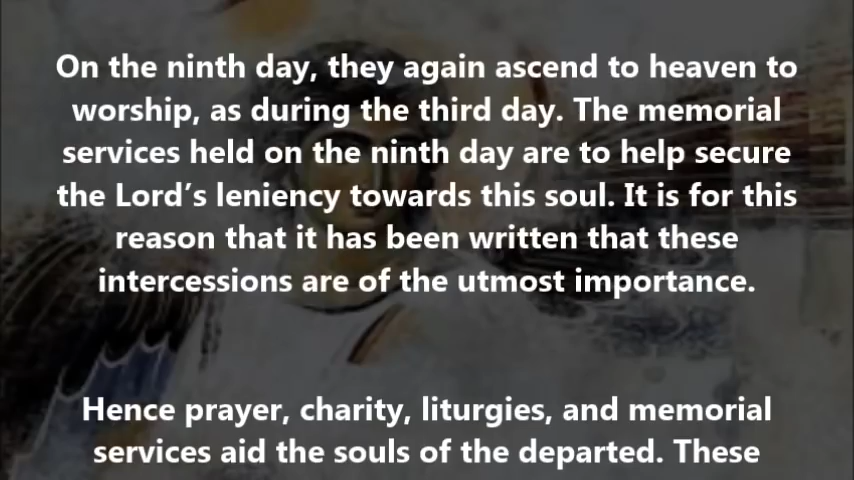 On the ninth day, they again ascend to heaven to
worship, as during the third day. The memorial
services held on the ninth day are to help secure
the Lord’s leniency towards this soul. It is for this
reason that it has been written that these
intercessions are of the utmost importance.
Hence prayer, charity, liturgies, and memorial
services aid the souls of the departed. These